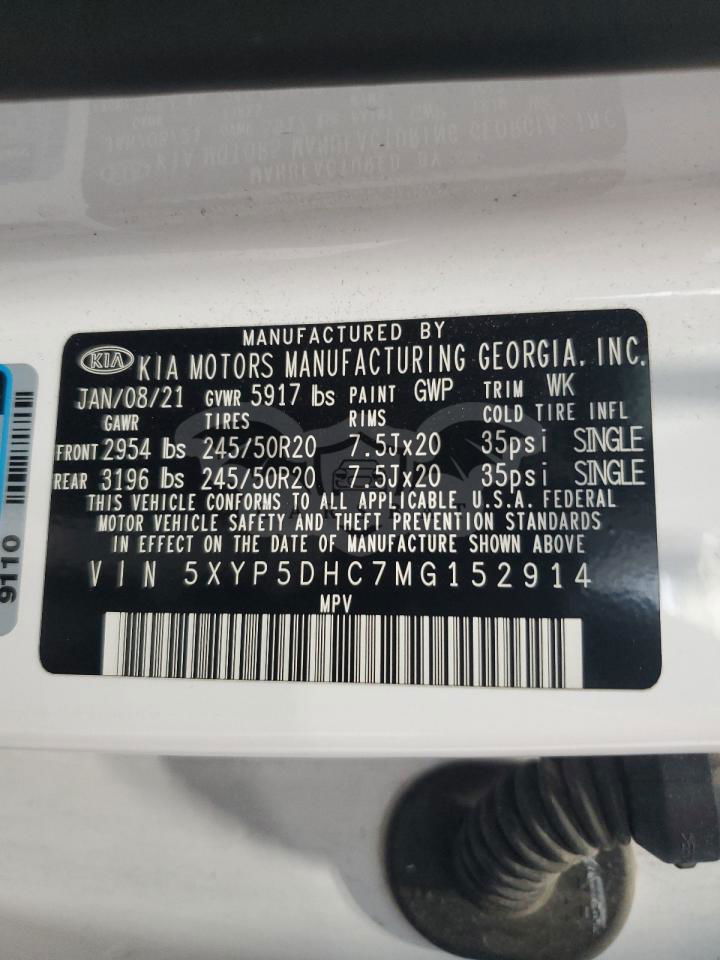 MANUFACTURED BY
KIA KIA MOTORS MANUFACTURING GEORGIA, INC.
JAN/08/21 GVWR 5917 lbs PAINT GWP TRIM WK
GAWR TIRES RIMS COLD TIRE INFL
FRONT 2954 lbs 245/50R20 7.5Jx20 35psi SINGLE
REAR 3196 lbs 245/50R20 7.5Jx20 35psi SINGLE
THIS VEHICLE CONFORMS TO ALL APPLICABLE U.S.A. FEDERAL
MOTOR VEHICLE SAFETY AND THEFT PREVENTION STANDARDS
IN EFFECT ON THE DATE OF MANUFACTURE SHOWN ABOVE
VIN 5XYP5DHC7MG152914
MPV
9110